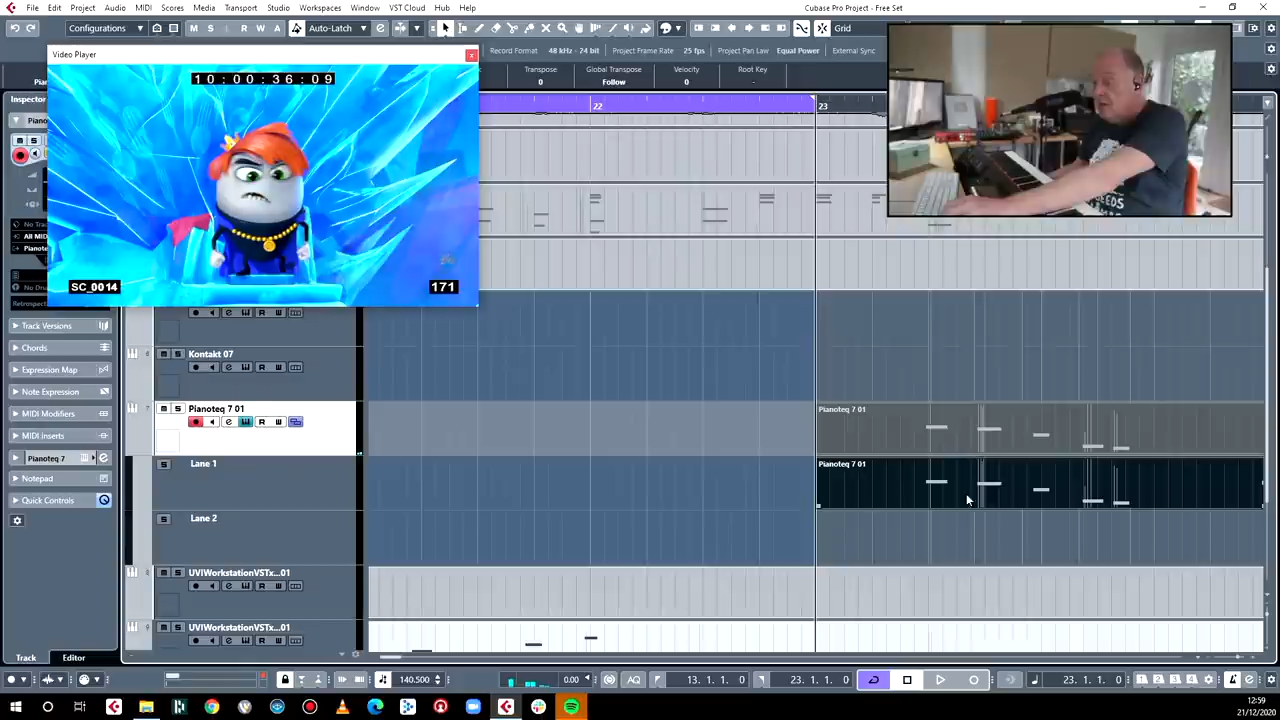 File Edit Project Audio MIDI Scores Media Transport Studio Workspaces Window VST Cloud Hub Help
Cubase Pro Project - Free Set
Configurations M S L R W A Auto-Latch Grid
Video Player
Record Format 48 kHz - 24 bit Project Frame Rate 25 fps Project Pan Law Equal Power External Sync
Transpose Global Transpose Velocity Root Key
0 Follow 0 -
10:00:36:09
Inspector
22 23
SC_0014 171
Track Versions
Chords
Kontakt 07
Expression Map
Note Expression
Pianoteq 7 01
Pianoteq 7 01
MIDI Modifiers
MIDI Inserts
Pianoteq 7
Lane 1
Pianoteq 7 01
Notepad
Quick Controls
Lane 2
UVIWorkstationVSTx...01
UVIWorkstationVSTx...01
Track Editor
140.500 0.00 AQ 13. 1. 1. 0 23. 1. 1. 0 23. 1. 1. 0 1 2 3 4 5
12:59
21/12/2020